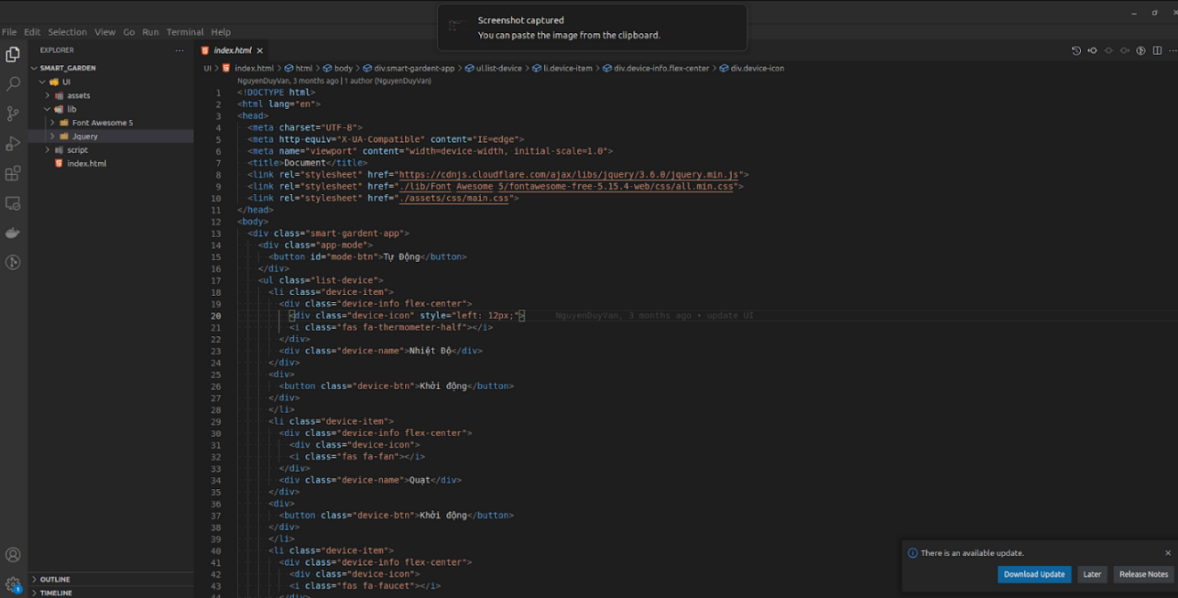 Screenshot captured
You can paste the image from the clipboard.
File Edit Selection View Go Run Terminal Help
EXPLORER
index.html
SMART_GARDEN
UI
assets
lib
Font Awesome 5
Jquery
script
index.html
OUTLINE
TIMELINE
UI > index.html > html > body > div.smart-gardent-app > ul.list-device > li.device-item > div.device-info.flex-center > div.device-icon
NguyenDuyVan, 3 months ago | 1 author (NguyenDuyVan)
1 <!DOCTYPE html>
2 <html lang="en">
3 <head>
4 <meta charset="UTF-8">
5 <meta http-equiv="X-UA-Compatible" content="IE=edge">
6 <meta name="viewport" content="width=device-width, initial-scale=1.0">
7 <title>Document</title>
8 <link rel="stylesheet" href="https://cdnjs.cloudflare.com/ajax/libs/jquery/3.6.0/jquery.min.js">
9 <link rel="stylesheet" href="./lib/Font Awesome 5/fontawesome-free-5.15.4-web/css/all.min.css">
10 <link rel="stylesheet" href="./assets/css/main.css">
11 </head>
12 <body>
13 <div class="smart-gardent-app">
14 <div class="app-mode">
15 <button id="mode-btn">Tự Động</button>
16 </div>
17 <ul class="list-device">
18 <li class="device-item">
19 <div class="device-info flex-center">
20 <div class="device-icon" style="left: 12px;"> NguyenDuyVan, 3 months ago • update UI
21 <i class="fas fa-thermometer-half"></i>
22 </div>
23 <div class="device-name">Nhiệt Độ</div>
24 </div>
25 <div>
26 <button class="device-btn">Khởi động</button>
27 </div>
28 </li>
29 <li class="device-item">
30 <div class="device-info flex-center">
31 <div class="device-icon">
32 <i class="fas fa-fan"></i>
33 </div>
34 <div class="device-name">Quạt</div>
35 </div>
36 <div>
37 <button class="device-btn">Khởi động</button>
38 </div>
39 </li>
40 <li class="device-item">
41 <div class="device-info flex-center">
42 <div class="device-icon">
43 <i class="fas fa-faucet"></i>
44 </div>
1
There is an available update.
Download Update Later Release Notes